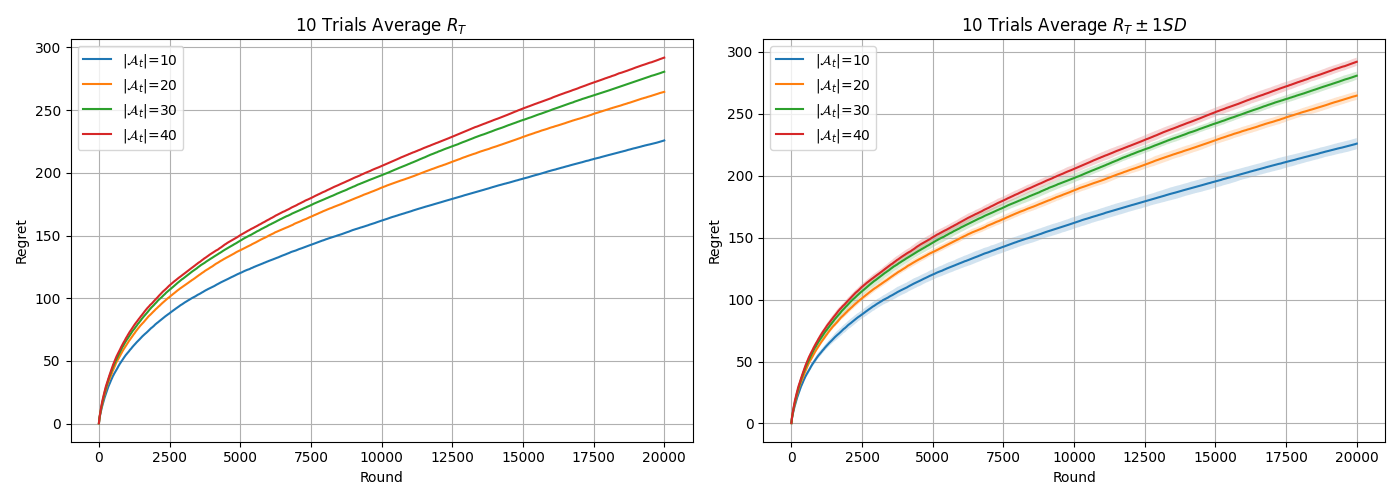 10 Trials Average $R_T$
300
250
200
150
100
50
0
Regret
$|\mathcal{A}_t|$=10
$|\mathcal{A}_t|$=20
$|\mathcal{A}_t|$=30
$|\mathcal{A}_t|$=40
0 2500 5000 7500 10000 12500 15000 17500 20000
Round
10 Trials Average $R_T \pm 1SD$
300
250
200
150
100
50
0
Regret
$|\mathcal{A}_t|$=10
$|\mathcal{A}_t|$=20
$|\mathcal{A}_t|$=30
$|\mathcal{A}_t|$=40
0 2500 5000 7500 10000 12500 15000 17500 20000
Round